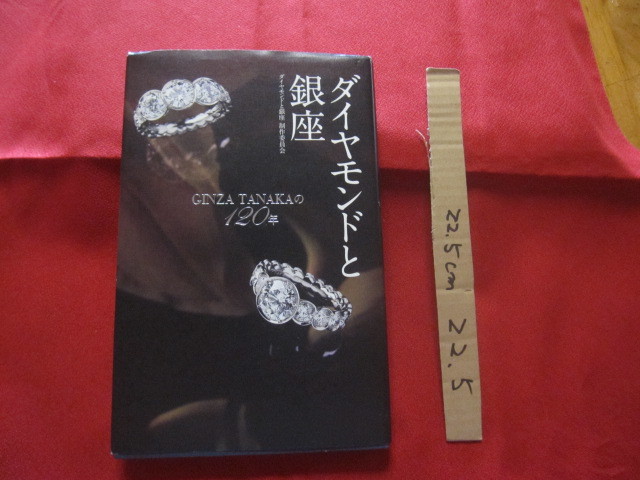 ダイヤモンドと
銀座
ダイヤモンドと銀座 制作委員会
GINZA TANAKAの
120年
22.5cm
22.5